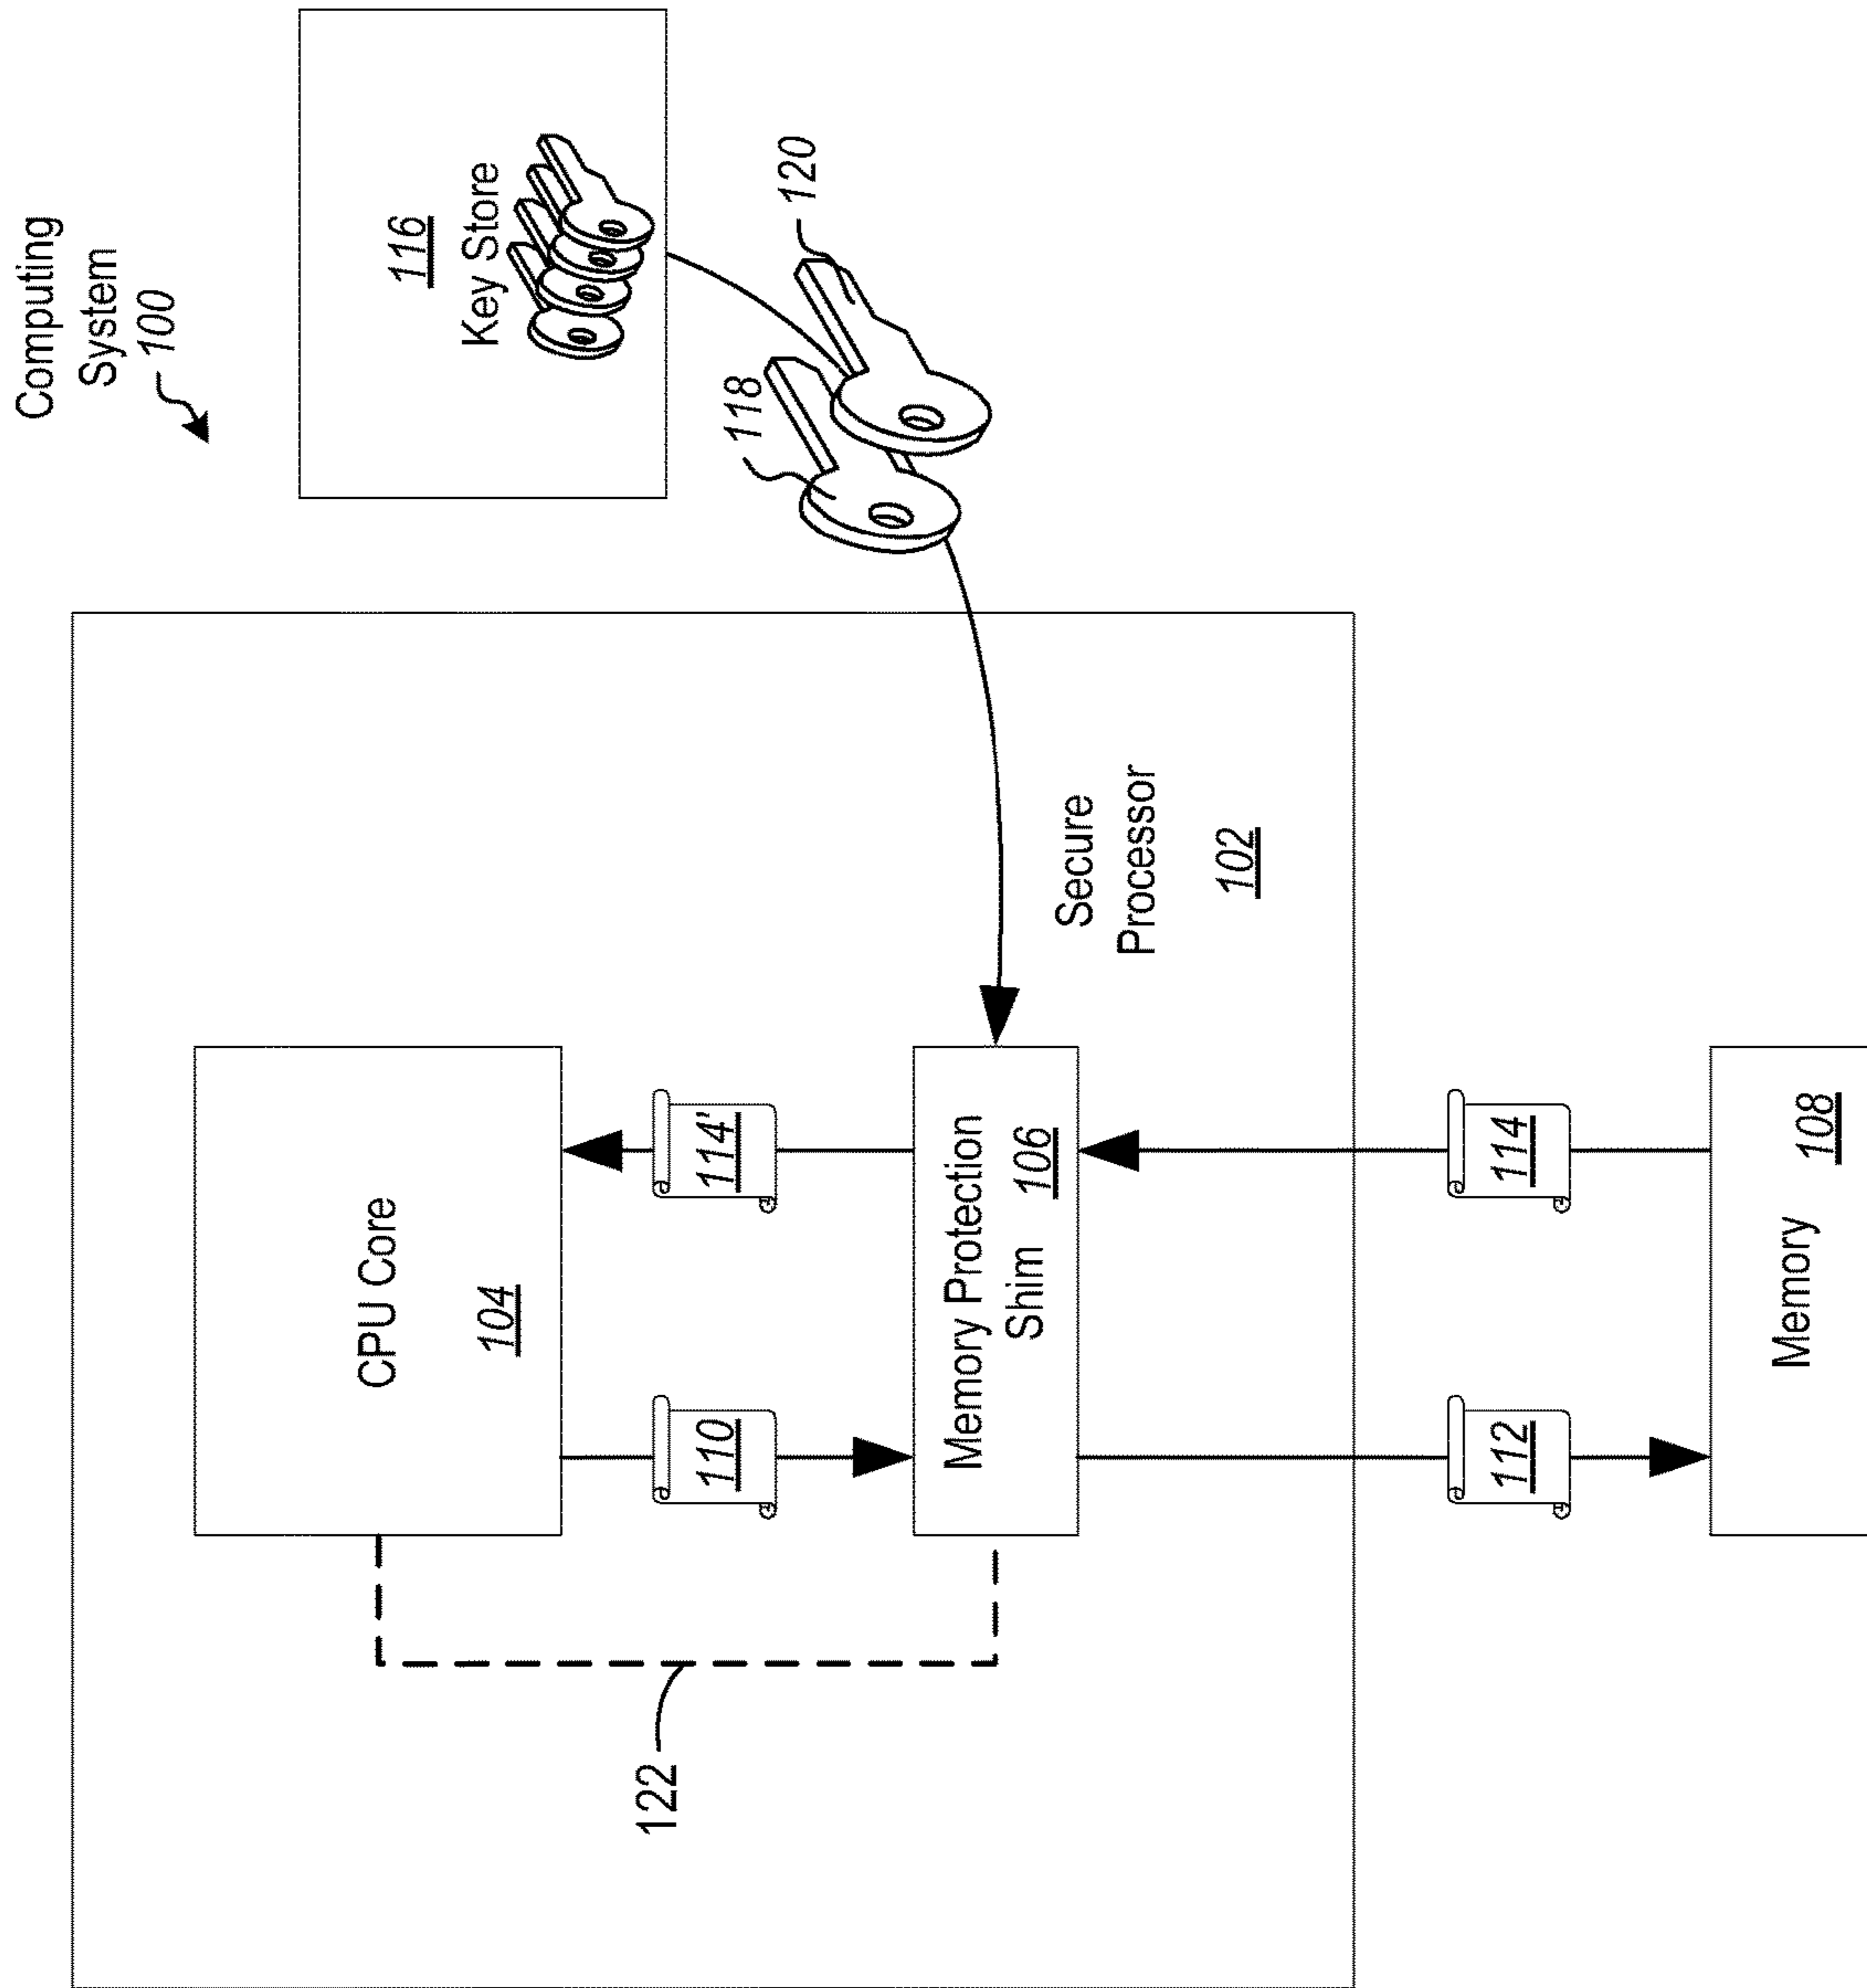 Computing
System
100
116
Key Store
118
120
CPU Core
104
110
114'
Memory Protection
Shim 106
Secure
Processor
102
122
112
114
Memory 108